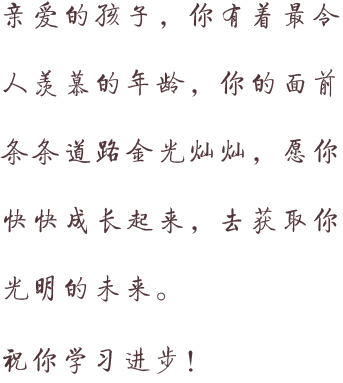 亲爱的孩子，你有着最令
人羡慕的年龄，你的面前
条条道路金光灿灿，愿你
快快成长起来，去获取你
光明的未来。
祝你学习进步！